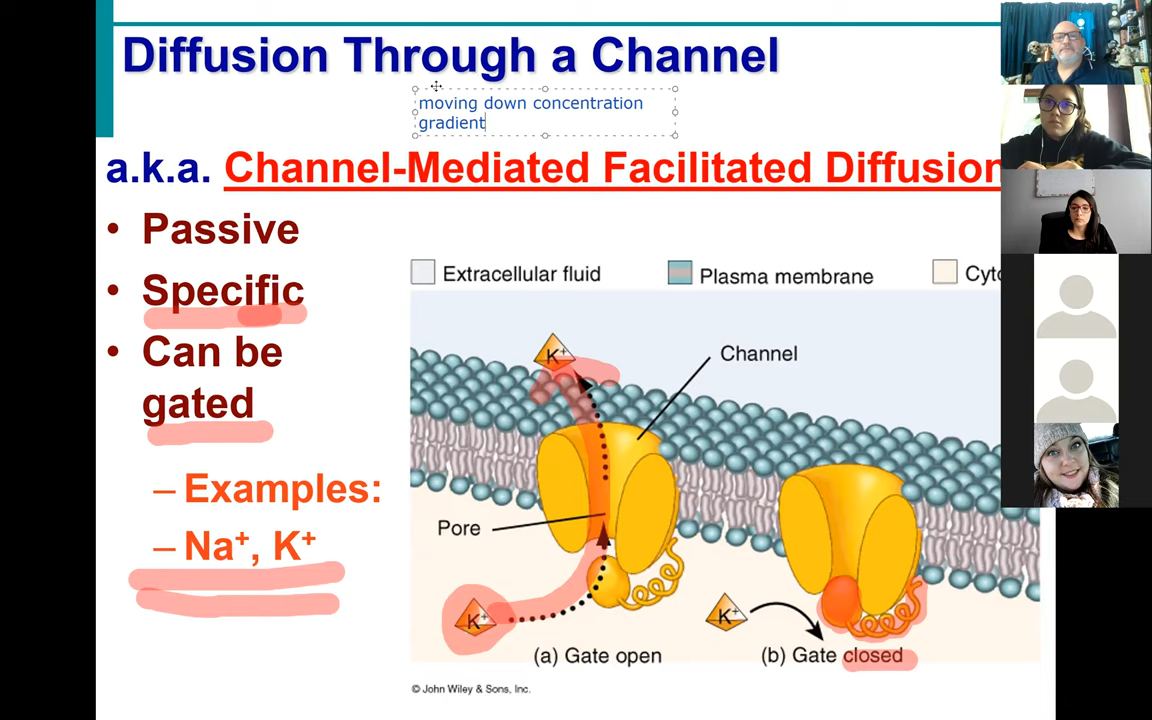 Diffusion Through a Channel
moving down concentration
gradient
a.k.a. Channel-Mediated Facilitated Diffusion
• Passive
• Specific
• Can be
gated
– Examples:
– Na⁺, K⁺
Extracellular fluid
Plasma membrane
Cyto
K⁺
Channel
Pore
K⁺
K⁺
(a) Gate open
(b) Gate closed
© John Wiley & Sons, Inc.